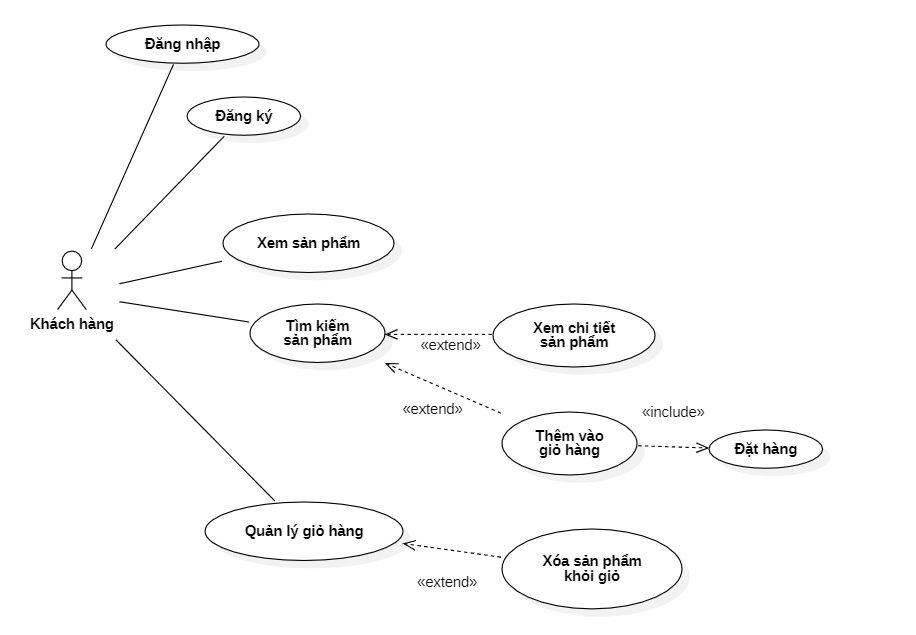 Đăng nhập
Đăng ký
Xem sản phẩm
Khách hàng
Tìm kiếm
sản phẩm
«extend»
Xem chi tiết
sản phẩm
«extend»
Thêm vào
giỏ hàng
«include»
Đặt hàng
Quản lý giỏ hàng
«extend»
Xóa sản phẩm
khỏi giỏ